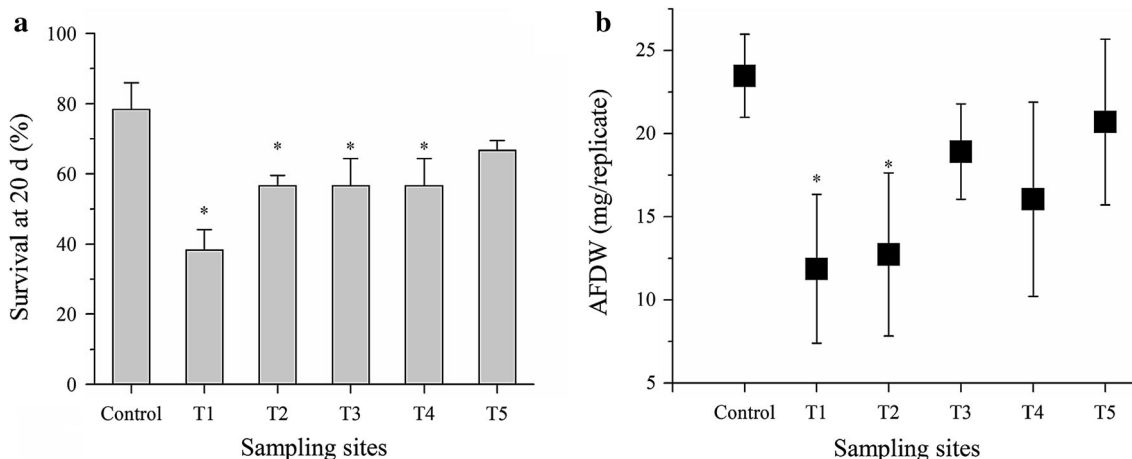 a
Survival at 20 d (%)
100
80
60
40
20
0
*
*
*
*
Control T1 T2 T3 T4 T5
Sampling sites
b
AFDW (mg/replicate)
25
20
15
10
5
*
*
Control T1 T2 T3 T4 T5
Sampling sites